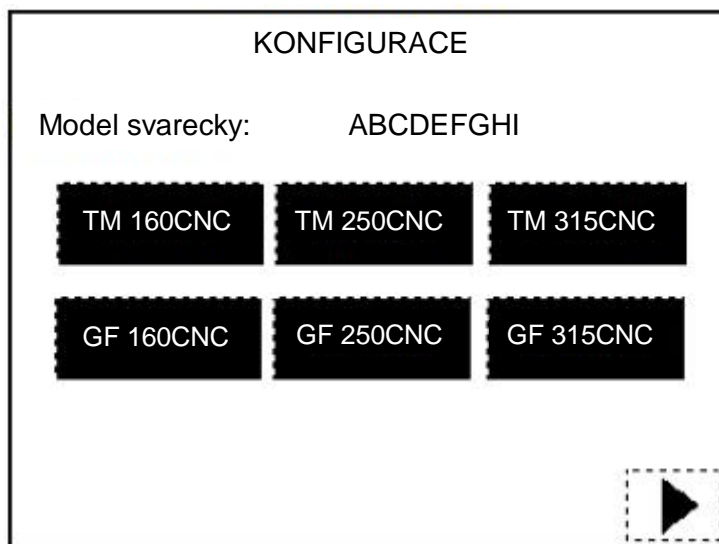 KONFIGURACE
Model svarecky: ABCDEFGHI
TM 160CNC TM 250CNC TM 315CNC
GF 160CNC GF 250CNC GF 315CNC